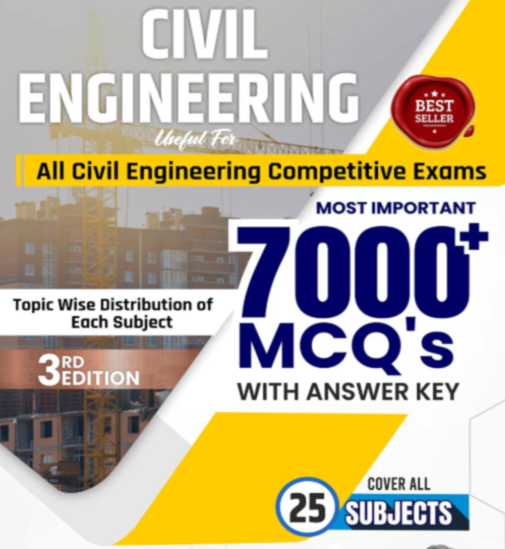 CIVIL
ENGINEERING
Useful For
BEST
SELLER
All Civil Engineering Competitive Exams
MOST IMPORTANT
7000+
MCQ's
WITH ANSWER KEY
Topic Wise Distribution of
Each Subject
3RD
EDITION
COVER ALL
25 SUBJECTS